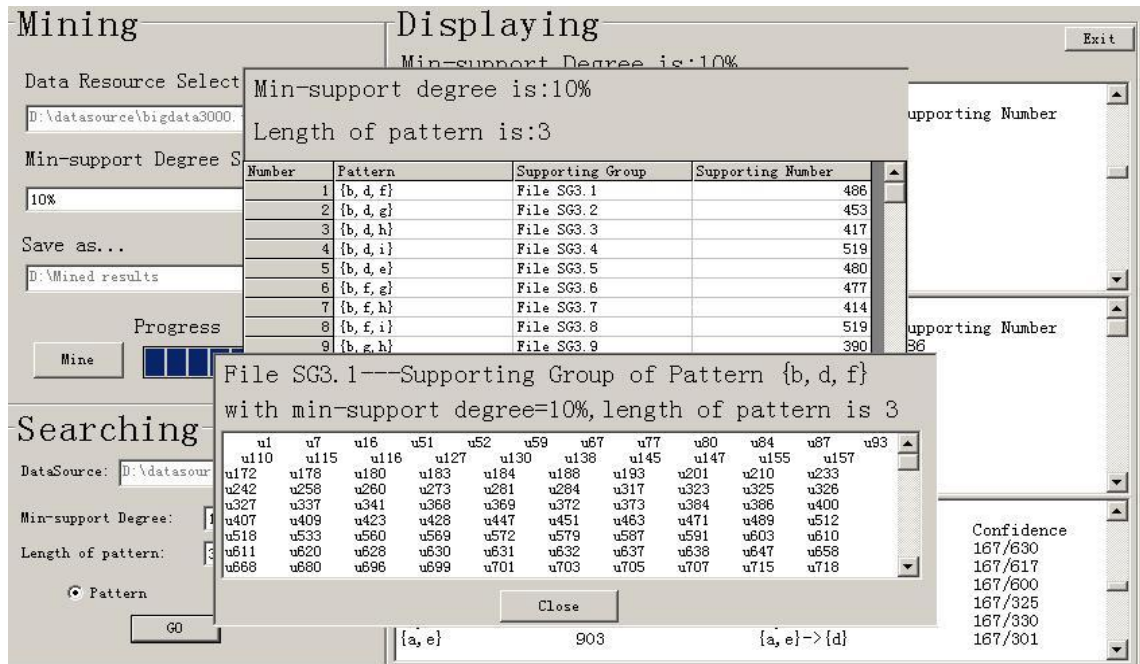 Mining
Displaying
Exit
Min-support Degree is:10%
Data Resource Select
D:\datasource\bigdata3000.
Min-support Degree S
10%
Save as...
D:\Mined results
Progress
Mine
Min-support degree is:10%
Length of pattern is:3
Number Pattern Supporting Group Supporting Number
1 {b, d, f} File SG3.1 486
2 {b, d, g} File SG3.2 453
3 {b, d, h} File SG3.3 417
4 {b, d, i} File SG3.4 519
5 {b, d, e} File SG3.5 480
6 {b, f, g} File SG3.6 477
7 {b, f, h} File SG3.7 414
8 {b, f, i} File SG3.8 519
9 {b, g, h} File SG3.9 390
upporting Number
upporting Number
86
File SG3.1---Supporting Group of Pattern {b, d, f}
with min-support degree=10%, length of pattern is 3
u1 u7 u16 u51 u52 u59 u67 u77 u80 u84 u87 u93
u110 u115 u116 u127 u130 u138 u145 u147 u155 u157
u172 u178 u180 u183 u184 u188 u193 u201 u210 u233
u242 u258 u260 u273 u281 u284 u317 u323 u325 u326
u327 u337 u341 u368 u369 u372 u373 u384 u386 u400
u407 u409 u423 u428 u447 u451 u463 u471 u489 u512
u518 u533 u560 u569 u572 u579 u587 u591 u603 u610
u611 u620 u628 u630 u631 u632 u637 u638 u647 u658
u668 u680 u696 u699 u701 u703 u705 u707 u715 u718
Close
Searching
DataSource: D:\datasour
Min-support Degree: 1
Length of pattern: 3
Pattern
GO
Confidence
167/630
167/617
167/600
167/325
167/330
{a, e} 903 {a, e}->{d} 167/301